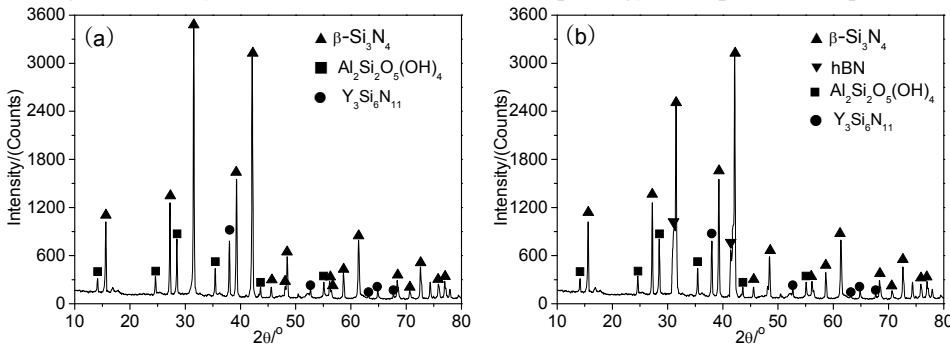 (a)
β-Si₃N₄
Al₂Si₂O₅(OH)₄
Y₃Si₆N₁₁
Intensity/(Counts)
3600
3000
2400
1800
1200
600
0
10 20 30 40 50 60 70 80
2θ/°
(b)
β-Si₃N₄
hBN
Al₂Si₂O₅(OH)₄
Y₃Si₆N₁₁
Intensity/(Counts)
3600
3000
2400
1800
1200
600
0
10 20 30 40 50 60 70 80
2θ/°